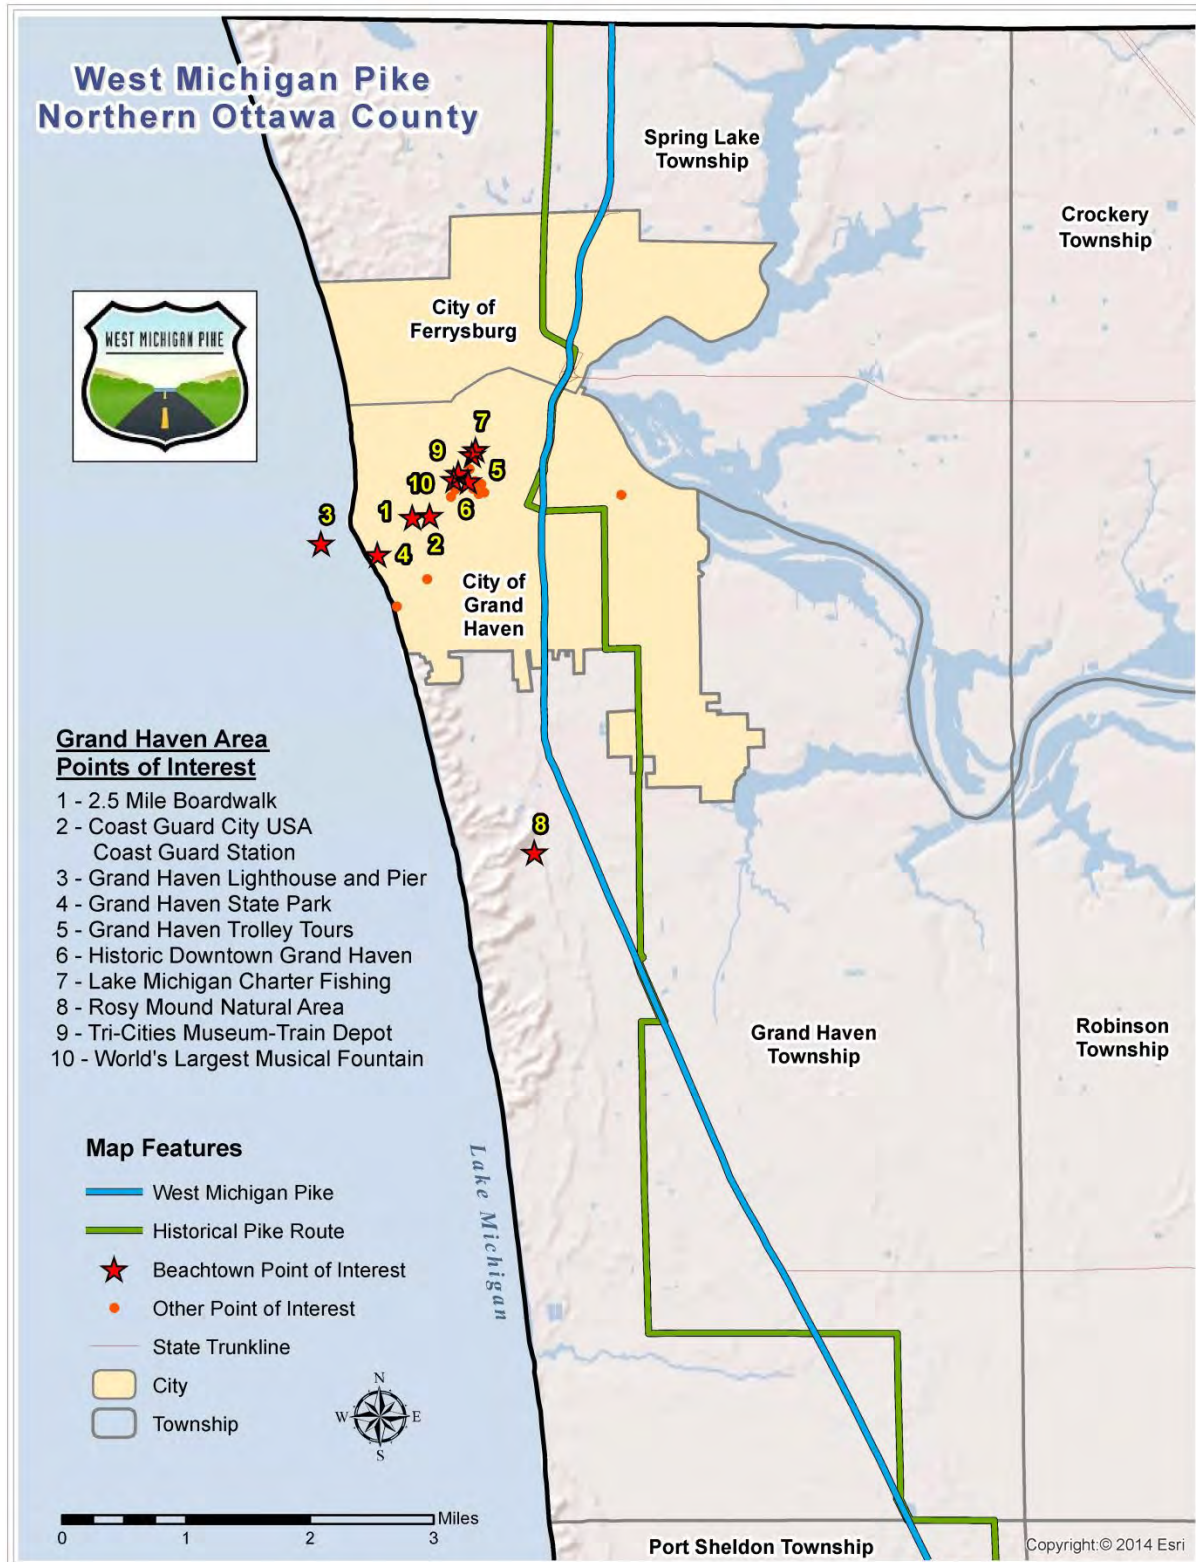 West Michigan Pike
Northern Ottawa County
Spring Lake
Township
Crockery
Township
City of
Ferrysburg
WEST MICHIGAN PIKE
7
9
5
10
6
1
3
2
4
City of
Grand
Haven
Grand Haven Area
Points of Interest
1 - 2.5 Mile Boardwalk
2 - Coast Guard City USA
Coast Guard Station
3 - Grand Haven Lighthouse and Pier
4 - Grand Haven State Park
5 - Grand Haven Trolley Tours
6 - Historic Downtown Grand Haven
7 - Lake Michigan Charter Fishing
8 - Rosy Mound Natural Area
9 - Tri-Cities Museum-Train Depot
10 - World's Largest Musical Fountain
8
Grand Haven
Township
Robinson
Township
Lake Michigan
Map Features
West Michigan Pike
Historical Pike Route
Beachtown Point of Interest
Other Point of Interest
State Trunkline
City
Township
N
W
E
S
Miles
0 1 2 3
Port Sheldon Township
Copyright:© 2014 Esri